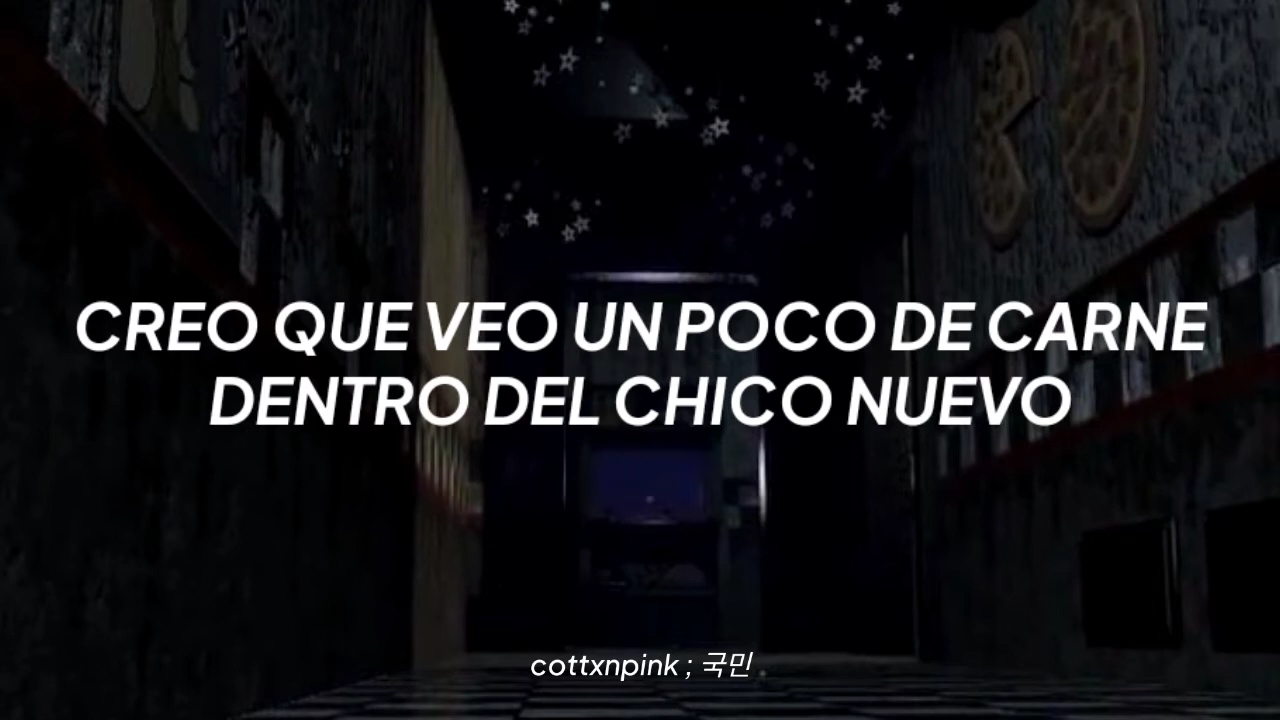 CREO QUE VEO UN POCO DE CARNE
DENTRO DEL CHICO NUEVO
cottxnpink ; 국민